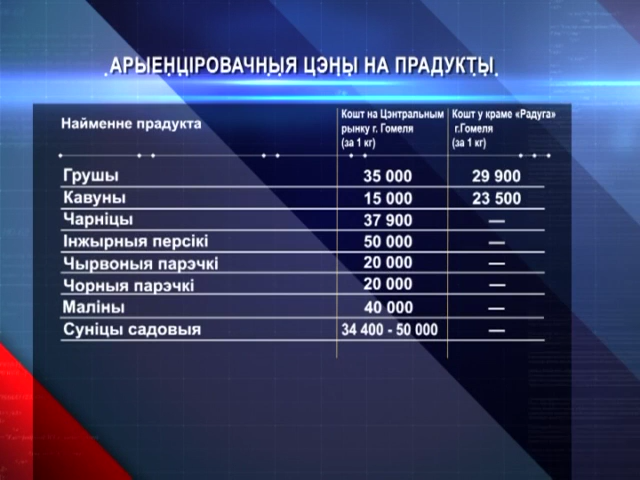 АРЫЕНЦІРОВАЧНЫЯ ЦЭНЫ НА ПРАДУКТЫ
Найменне прадукта
Кошт на Цэнтральным
рынку г. Гомеля
(за 1 кг)
Кошт у краме «Радуга»
г.Гомеля
(за 1 кг)
Грушы 35 000 29 900
Кавуны 15 000 23 500
Чарніцы 37 900 —
Інжырныя персікі 50 000 —
Чырвоныя парэчкі 20 000 —
Чорныя парэчкі 20 000 —
Маліны 40 000 —
Суніцы садовыя 34 400 - 50 000 —